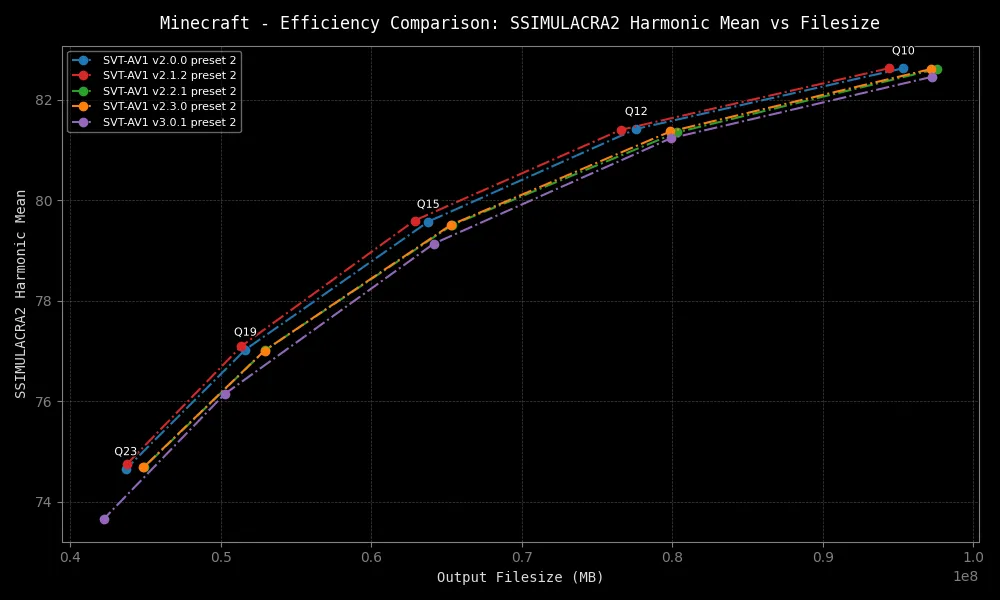 Minecraft - Efficiency Comparison: SSIMULACRA2 Harmonic Mean vs Filesize
SVT-AV1 v2.0.0 preset 2
SVT-AV1 v2.1.2 preset 2
SVT-AV1 v2.2.1 preset 2
SVT-AV1 v2.3.0 preset 2
SVT-AV1 v3.0.1 preset 2
Q10
Q12
Q15
Q19
Q23
SSIMULACRA2 Harmonic Mean
82
80
78
76
74
0.4 0.5 0.6 0.7 0.8 0.9 1.0
1e8
Output Filesize (MB)